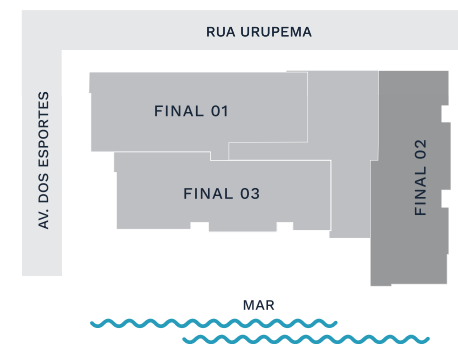 RUA URUPEMA
AV. DOS ESPORTES
FINAL 01
FINAL 02
FINAL 03
MAR